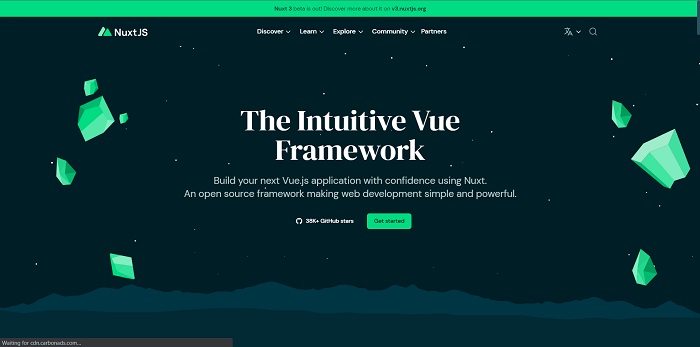 Nuxt 3 beta is out! Discover more about it on v3.nuxtjs.org
NuxtJS
Discover Learn Explore Community Partners
The Intuitive Vue
Framework
Build your next Vue.js application with confidence using Nuxt.
An open source framework making web development simple and powerful.
38K+ GitHub stars
Get started
Waiting for cdn.carbonads.com...